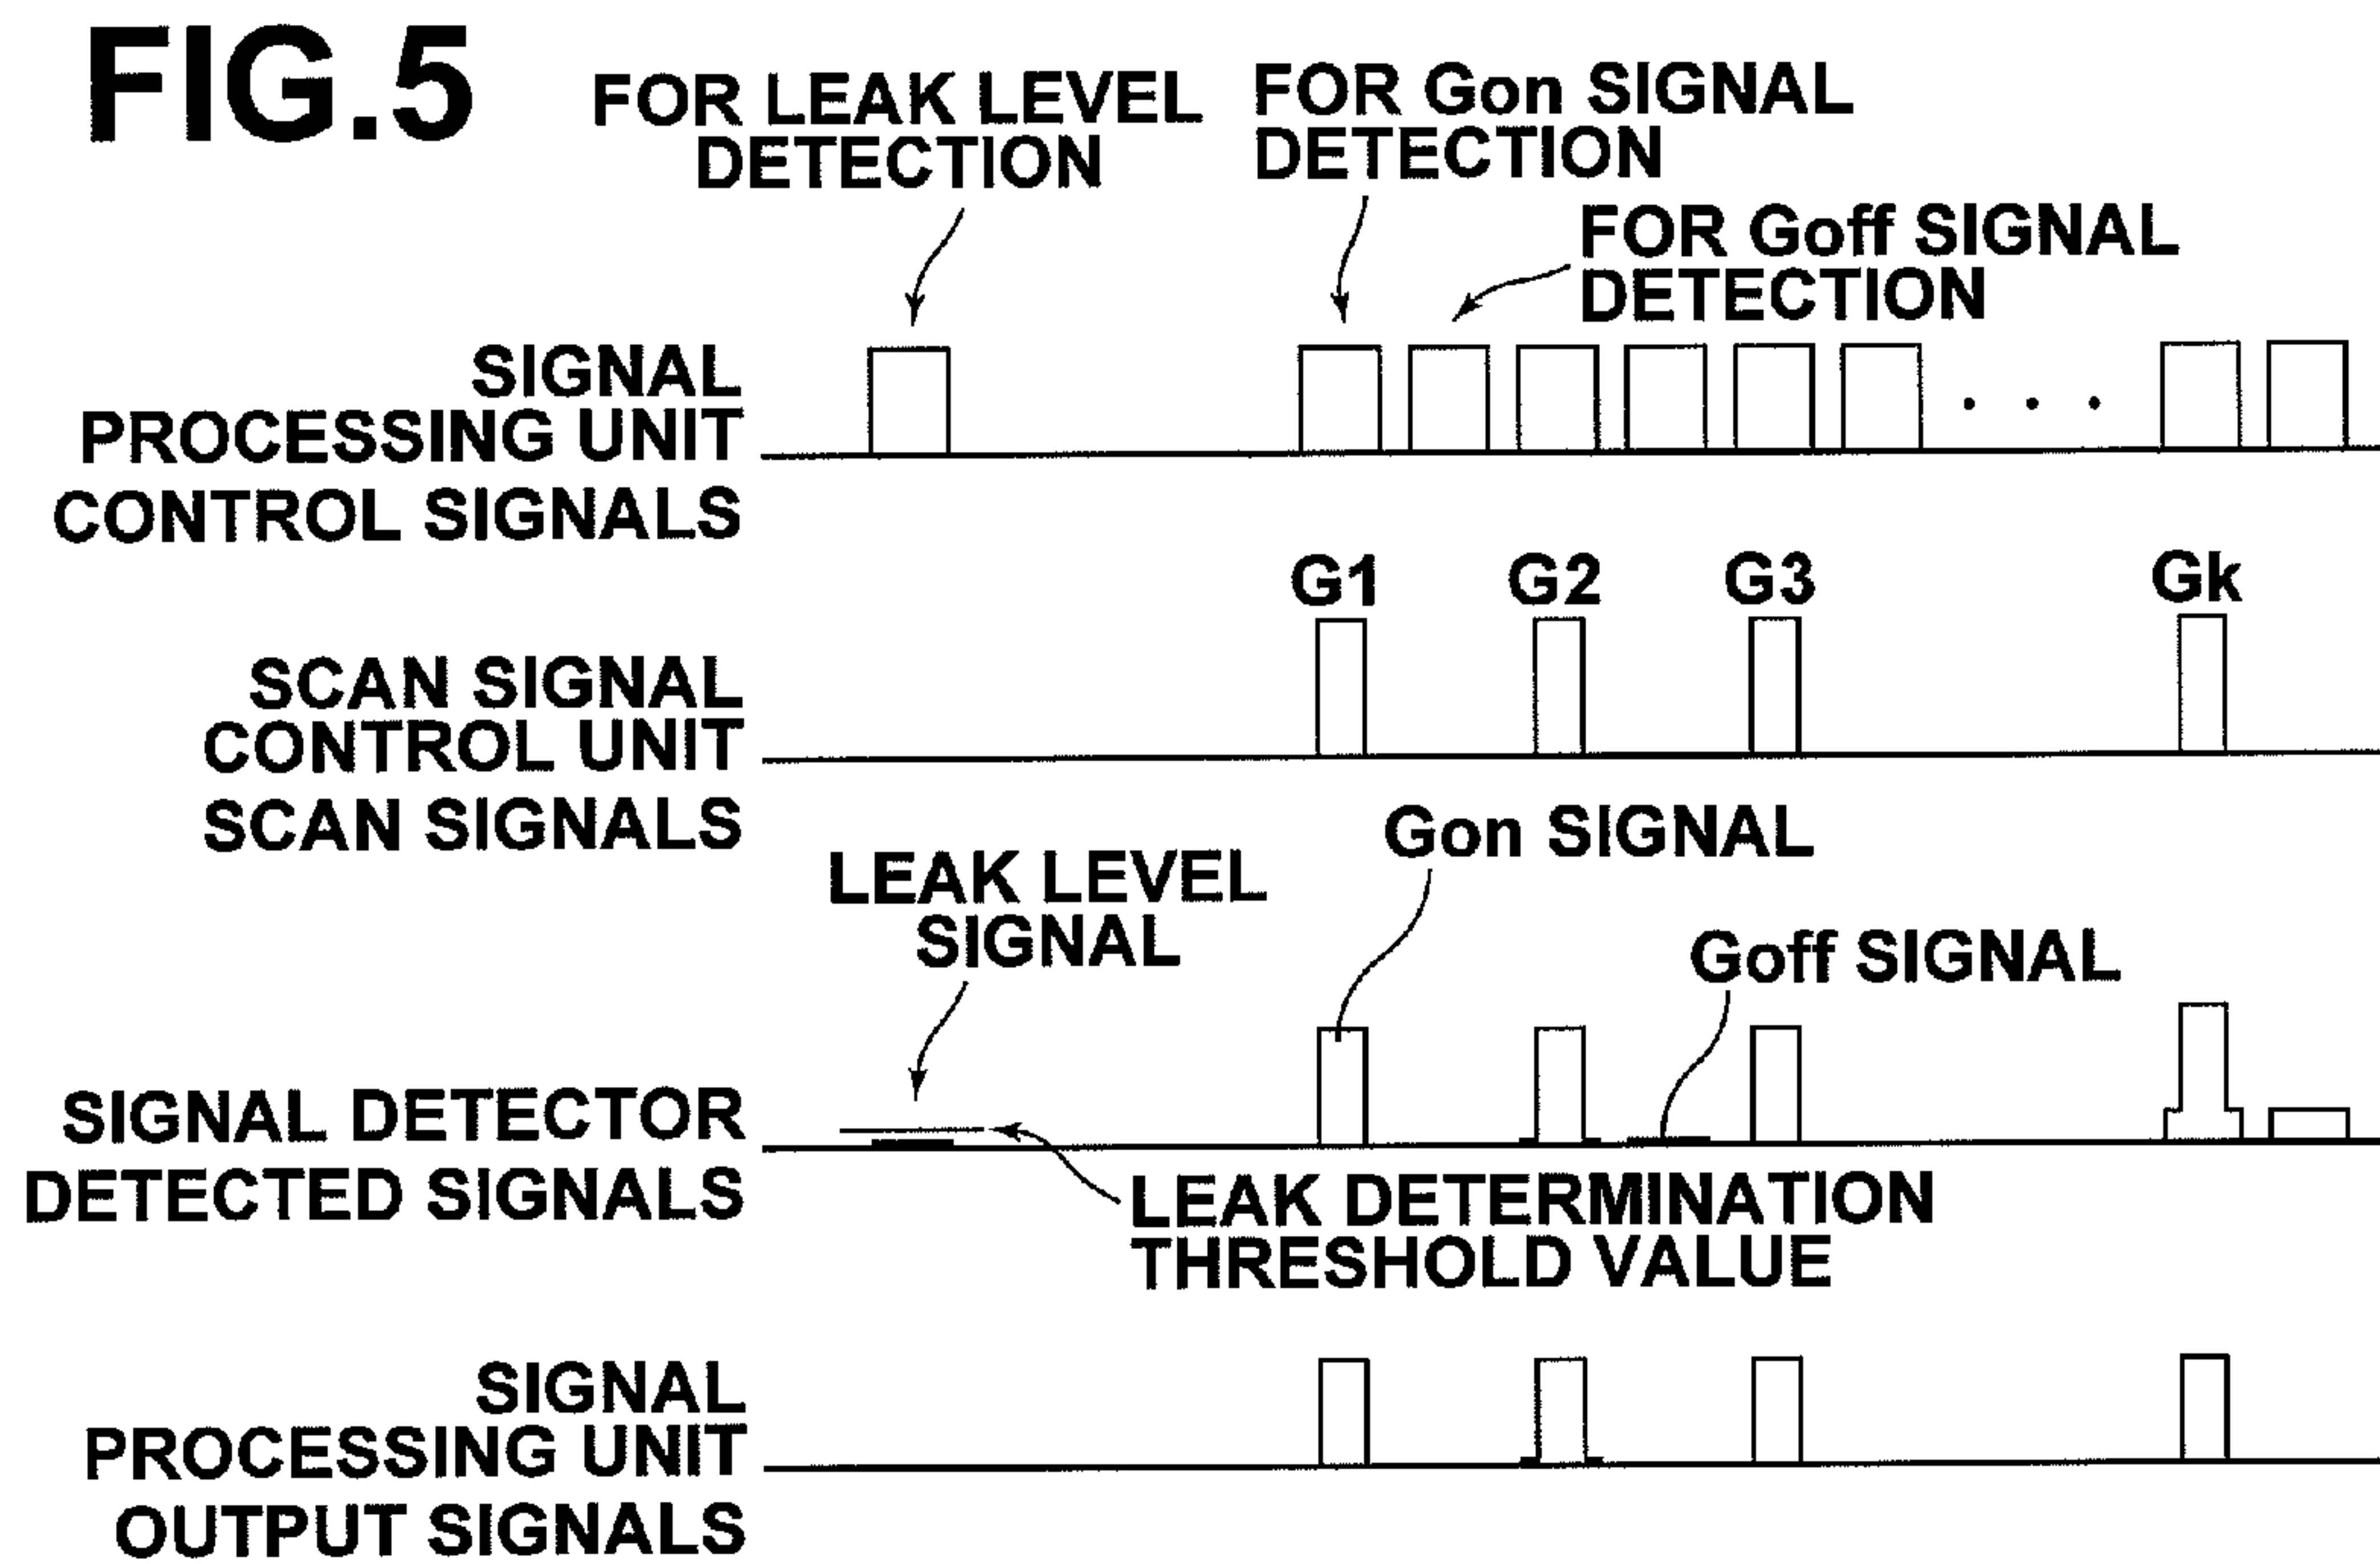 FIG.5
FOR LEAK LEVEL
DETECTION
FOR Gon SIGNAL
DETECTION
FOR Goff SIGNAL
DETECTION
SIGNAL
PROCESSING UNIT
CONTROL SIGNALS
G1 G2 G3 Gk
SCAN SIGNAL
CONTROL UNIT
SCAN SIGNALS
Gon SIGNAL
LEAK LEVEL
SIGNAL
Goff SIGNAL
SIGNAL DETECTOR
DETECTED SIGNALS
LEAK DETERMINATION
THRESHOLD VALUE
SIGNAL
PROCESSING UNIT
OUTPUT SIGNALS